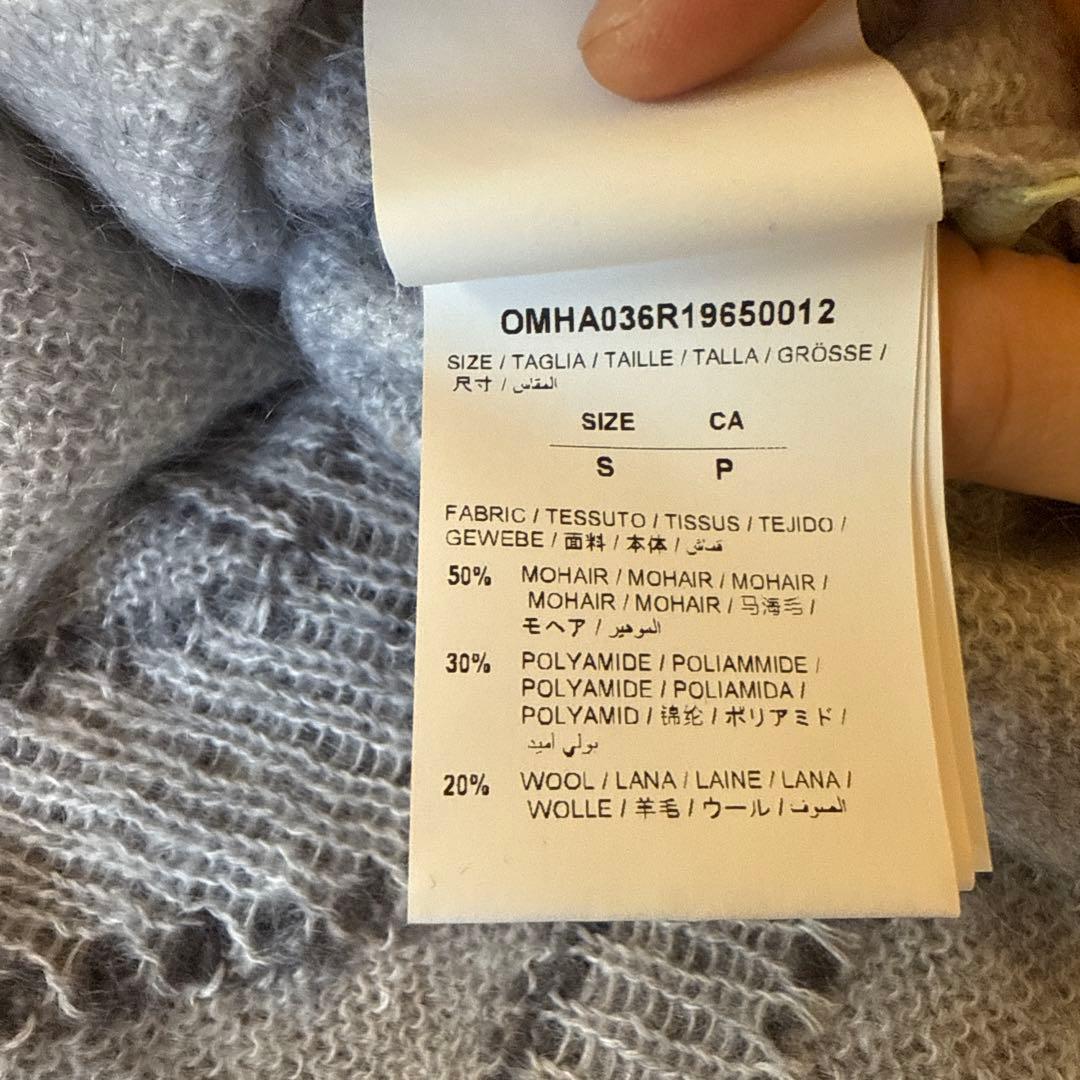 OMHA036R19650012
SIZE / TAGLIA / TAILLE / TALLA / GRÖSSE /
尺寸 / المقاس
SIZE CA
S P
FABRIC / TESSUTO / TISSUS / TEJIDO /
GEWEBE / 面料 / 本体 / قماش
50% MOHAIR / MOHAIR / MOHAIR /
MOHAIR / MOHAIR / 马海毛 /
モヘア / الموهير
30% POLYAMIDE / POLIAMMIDE /
POLYAMIDE / POLIAMIDA /
POLYAMID / 锦纶 / ポリアミド /
بولي اميد
20% WOOL / LANA / LAINE / LANA /
WOLLE / 羊毛 / ウール / الصوف